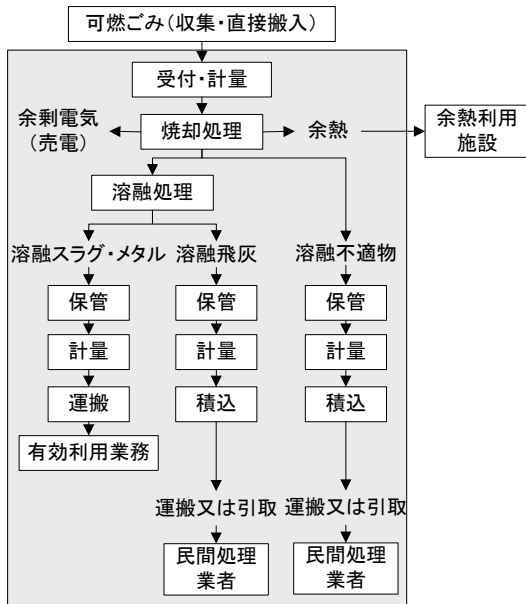 可燃ごみ(収集・直接搬入)
受付・計量
余剰電気
(売電)
焼却処理
余熱
余熱利用
施設
溶融処理
溶融スラグ・メタル
溶融飛灰
溶融不適物
保管
保管
保管
計量
計量
計量
運搬
積込
積込
有効利用業務
運搬又は引取
運搬又は引取
民間処理
業者
民間処理
業者